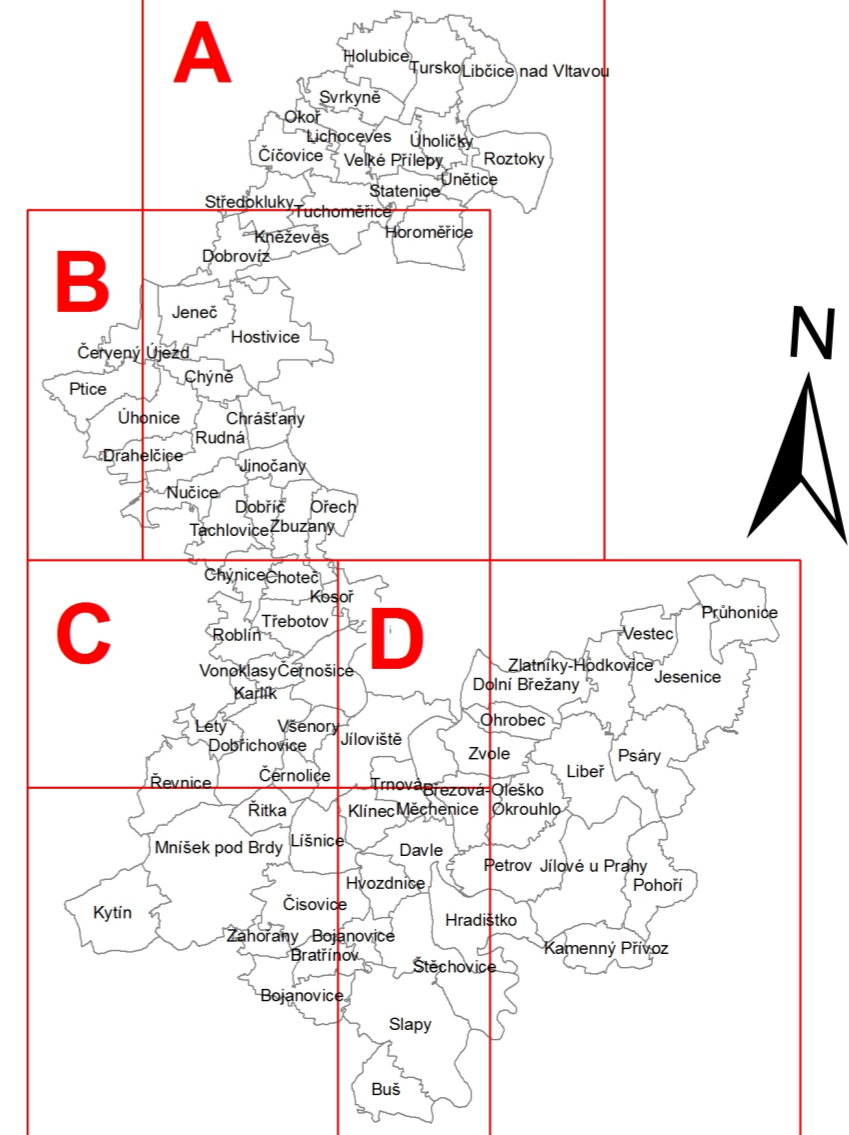 A
Holubice
Tursko
Libčice nad Vltavou
Svrkyně
Okoř
Lichoceves
Úholičky
Číčovice
Velké Přílepy
Roztoky
Únětice
Statenice
Středokluky
Tuchoměřice
Horoměřice
Kněževes
Dobrovíz
B
Jeneč
Hostivice
Červený Újezd
Chýně
Ptice
Úhonice
Chrášťany
Rudná
Drahelčice
Jinočany
Nučice
Dobříč
Ořech
Tachlovice
Zbuzany
N
C
Chýnice
Choteč
Kosoř
D
Třebotov
Roblín
Průhonice
Vestec
Vonoklasy
Černošice
Zlatníky-Hodkovice
Dolní Břežany
Jesenice
Karlík
Lety
Všenory
Dobřichovice
Jíloviště
Ohrobec
Zvole
Psáry
Libeř
Řevnice
Černolice
Trnová
Březová-Oleško
Řitka
Klínec
Měchenice
Okrouhlo
Mníšek pod Brdy
Líšnice
Davle
Petrov
Jílové u Prahy
Hvozdnice
Pohoří
Kytín
Čisovice
Hradištko
Zahořany
Bojanovice
Kamenný Přívoz
Bratřínov
Štěchovice
Bojanovice
Slapy
Buš